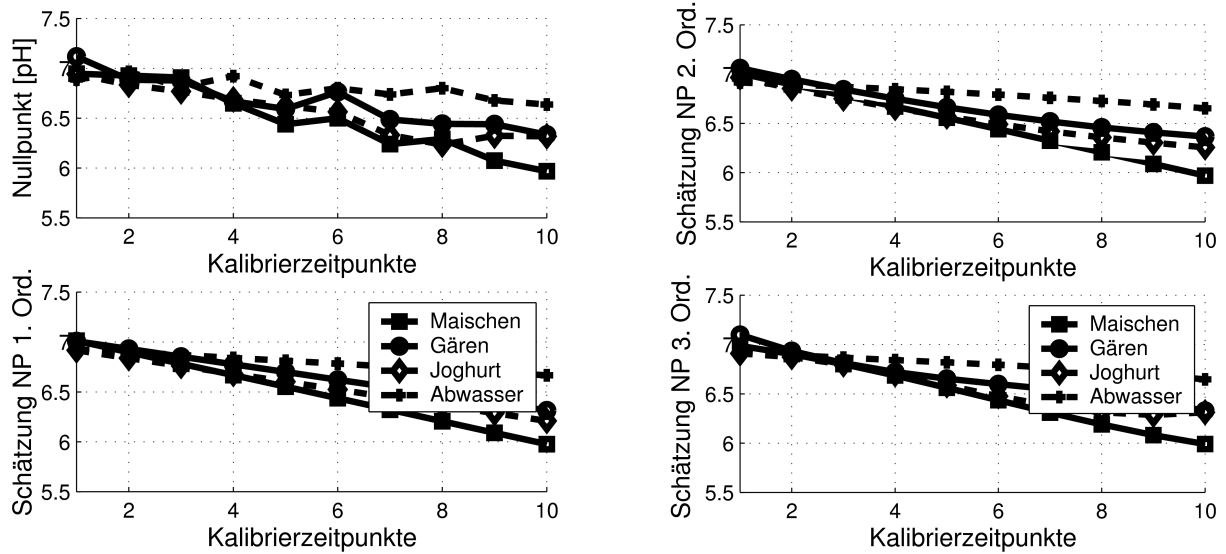 7.5
7
6.5
6
5.5
2 4 6 8 10
Nullpunkt [pH]
Kalibrierzeitpunkte
7.5
7
6.5
6
5.5
2 4 6 8 10
Schätzung NP 2. Ord.
Kalibrierzeitpunkte
7.5
7
6.5
6
5.5
2 4 6 8 10
Schätzung NP 1. Ord.
Kalibrierzeitpunkte
Maischen
Gären
Joghurt
Abwasser
7.5
7
6.5
6
5.5
2 4 6 8 10
Schätzung NP 3. Ord.
Kalibrierzeitpunkte
Maischen
Gären
Joghurt
Abwasser